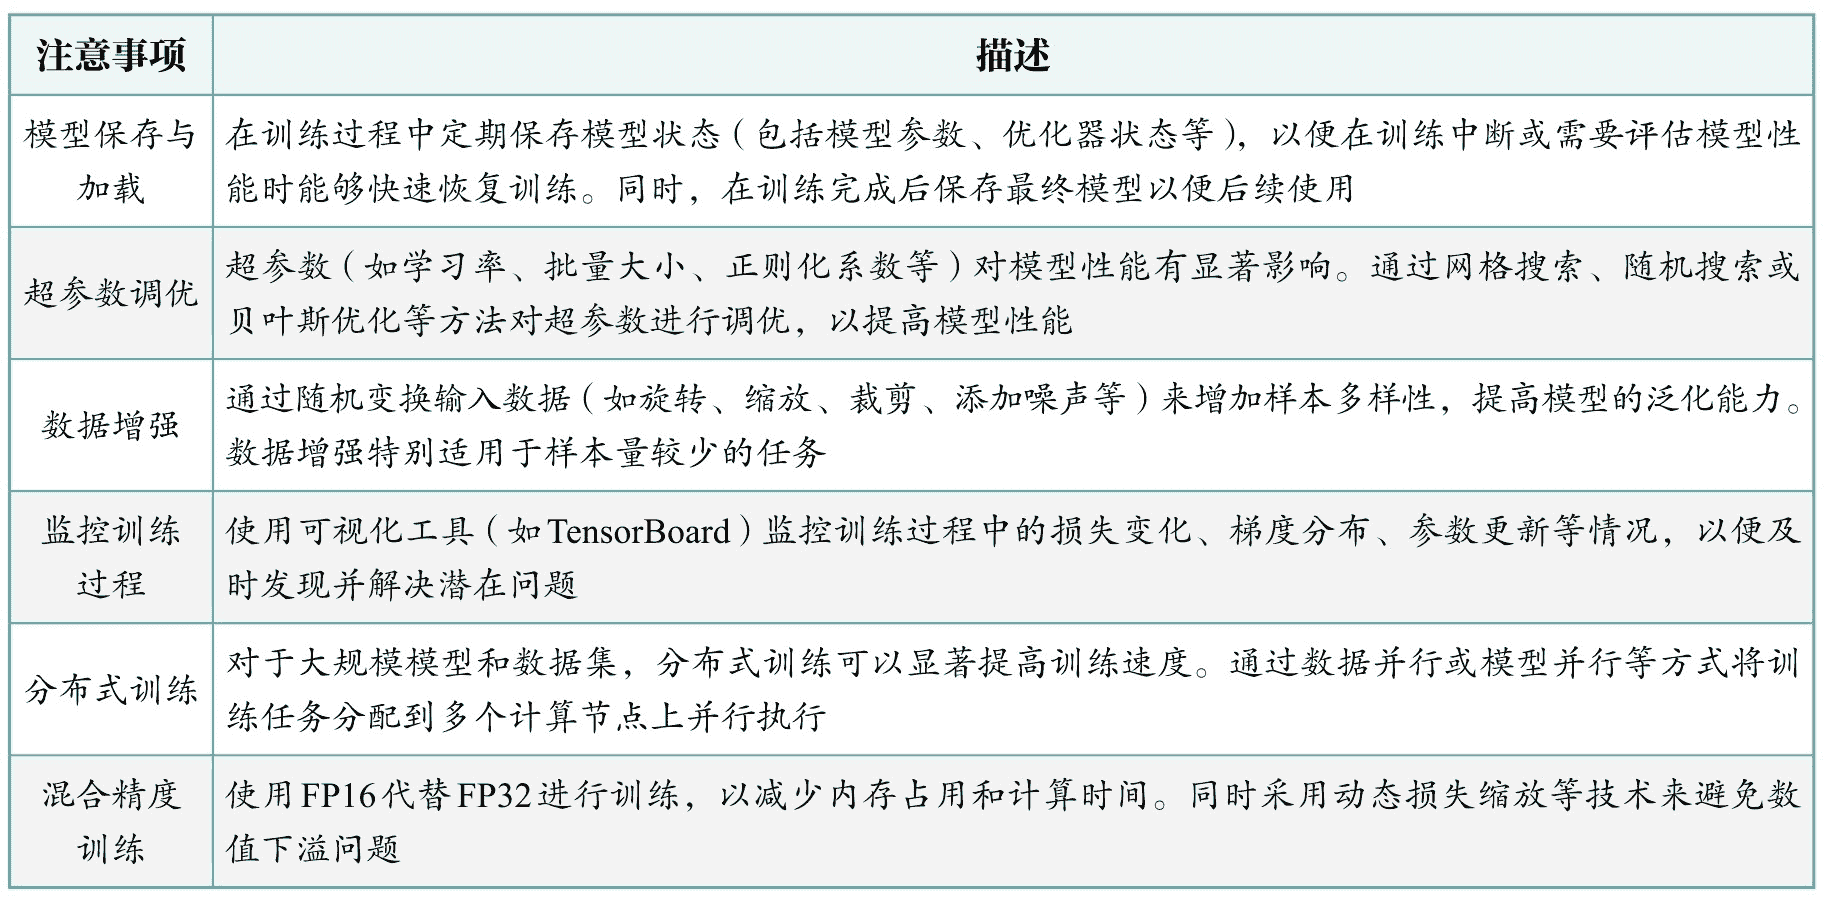 注意事项
描述
模型保存与
加载
在训练过程中定期保存模型状态（包括模型参数、优化器状态等），以便在训练中断或需要评估模型性
能时能够快速恢复训练。同时，在训练完成后保存最终模型以便后续使用
超参数调优
超参数（如学习率、批量大小、正则化系数等）对模型性能有显著影响。通过网格搜索、随机搜索或
贝叶斯优化等方法对超参数进行调优，以提高模型性能
数据增强
通过随机变换输入数据（如旋转、缩放、裁剪、添加噪声等）来增加样本多样性，提高模型的泛化能力。
数据增强特别适用于样本量较少的任务
监控训练
过程
使用可视化工具（如TensorBoard）监控训练过程中的损失变化、梯度分布、参数更新等情况，以便及
时发现并解决潜在问题
分布式训练
对于大规模模型和数据集，分布式训练可以显著提高训练速度。通过数据并行或模型并行等方式将训
练任务分配到多个计算节点上并行执行
混合精度
训练
使用FP16代替FP32进行训练，以减少内存占用和计算时间。同时采用动态损失缩放等技术来避免数
值下溢问题